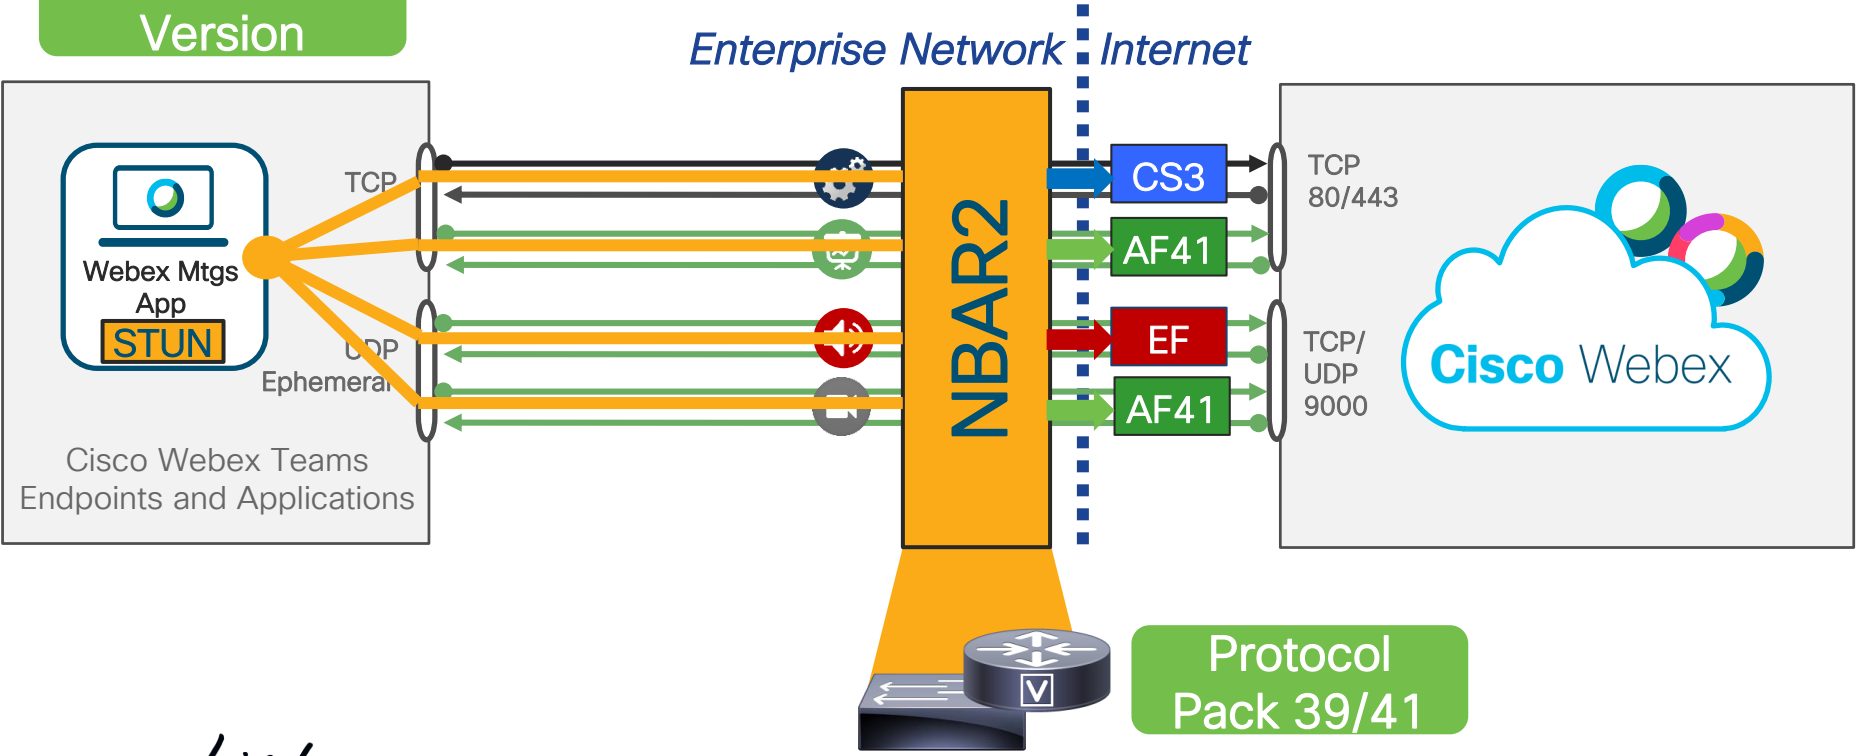 Version
Enterprise Network
Internet
Webex Mtgs
App
STUN
TCP
UDP
Ephemeral
Cisco Webex Teams
Endpoints and Applications
NBAR2
CS3
AF41
EF
AF41
TCP
80/443
TCP/
UDP
9000
Cisco Webex
V
Protocol
Pack 39/41